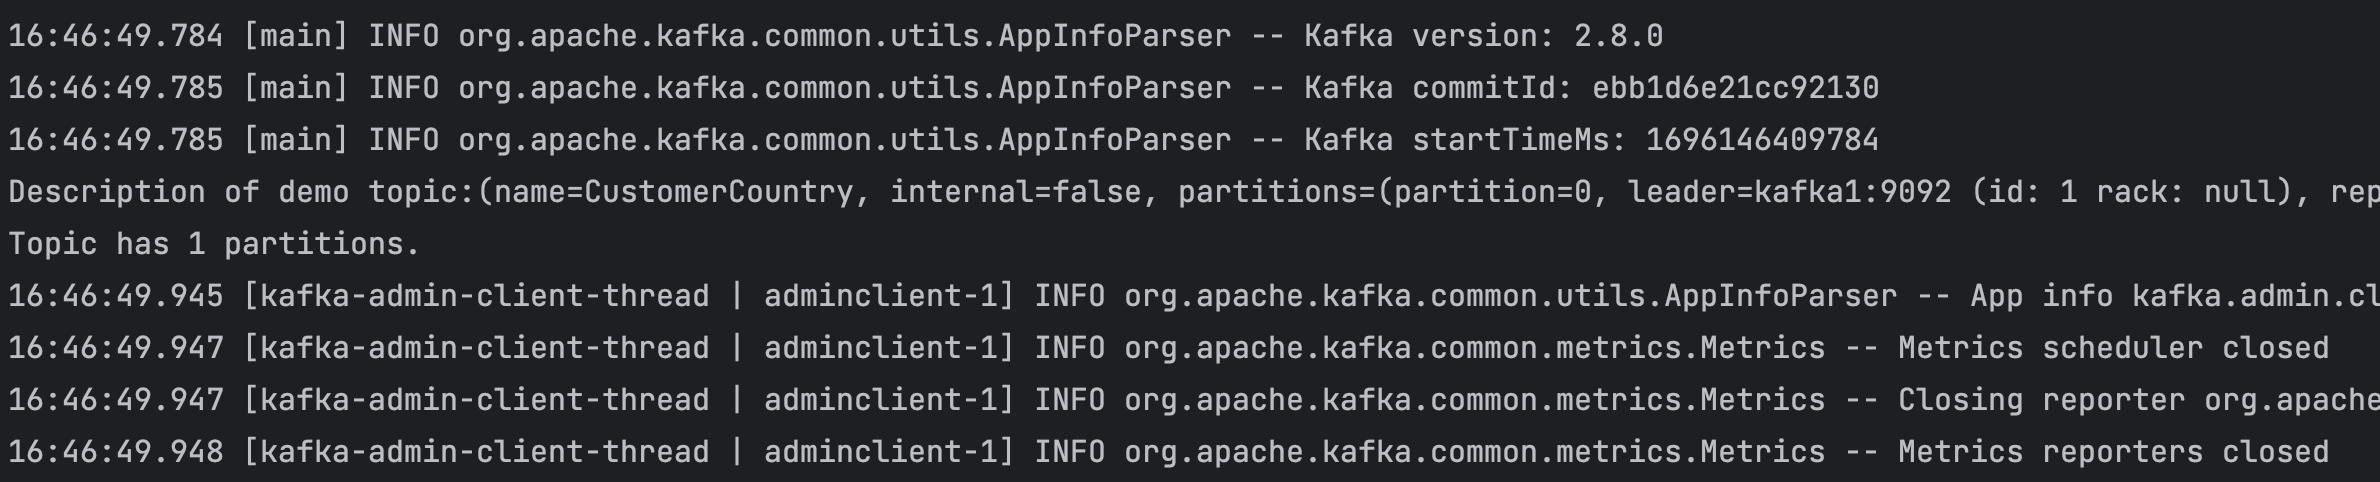 16:46:49.784 [main] INFO org.apache.kafka.common.utils.AppInfoParser -- Kafka version: 2.8.0
16:46:49.785 [main] INFO org.apache.kafka.common.utils.AppInfoParser -- Kafka commitId: ebb1d6e21cc92130
16:46:49.785 [main] INFO org.apache.kafka.common.utils.AppInfoParser -- Kafka startTimeMs: 1696146409784
Description of demo topic:(name=CustomerCountry, internal=false, partitions=(partition=0, leader=kafka1:9092 (id: 1 rack: null), rep
Topic has 1 partitions.
16:46:49.945 [kafka-admin-client-thread | adminclient-1] INFO org.apache.kafka.common.utils.AppInfoParser -- App info kafka.admin.cl
16:46:49.947 [kafka-admin-client-thread | adminclient-1] INFO org.apache.kafka.common.metrics.Metrics -- Metrics scheduler closed
16:46:49.947 [kafka-admin-client-thread | adminclient-1] INFO org.apache.kafka.common.metrics.Metrics -- Closing reporter org.apache
16:46:49.948 [kafka-admin-client-thread | adminclient-1] INFO org.apache.kafka.common.metrics.Metrics -- Metrics reporters closed